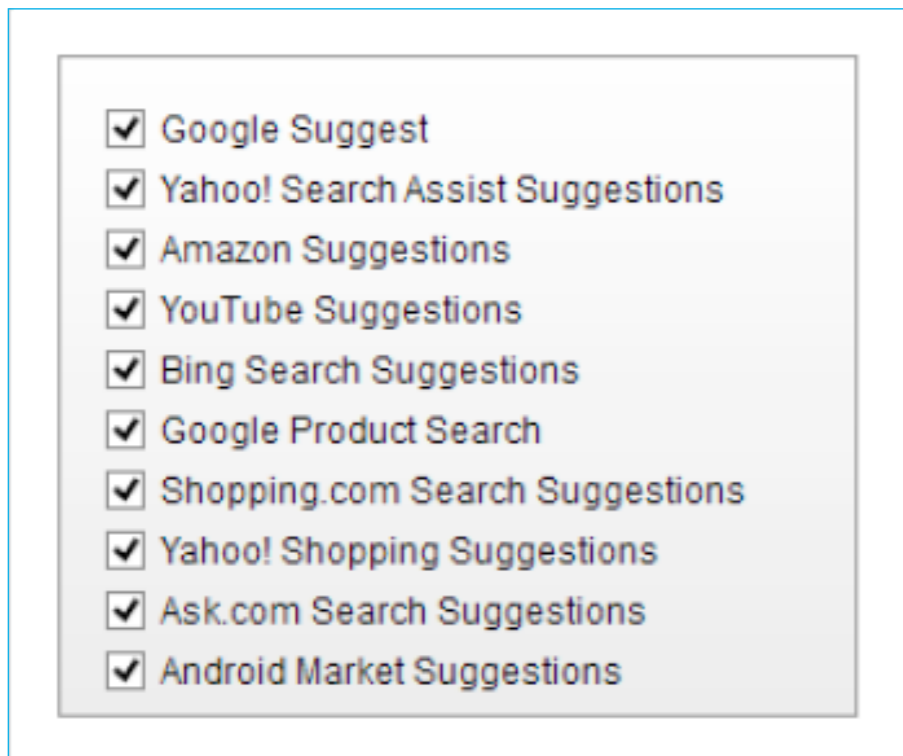 Google Suggest
Yahoo! Search Assist Suggestions
Amazon Suggestions
YouTube Suggestions
Bing Search Suggestions
Google Product Search
Shopping.com Search Suggestions
Yahoo! Shopping Suggestions
Ask.com Search Suggestions
Android Market Suggestions